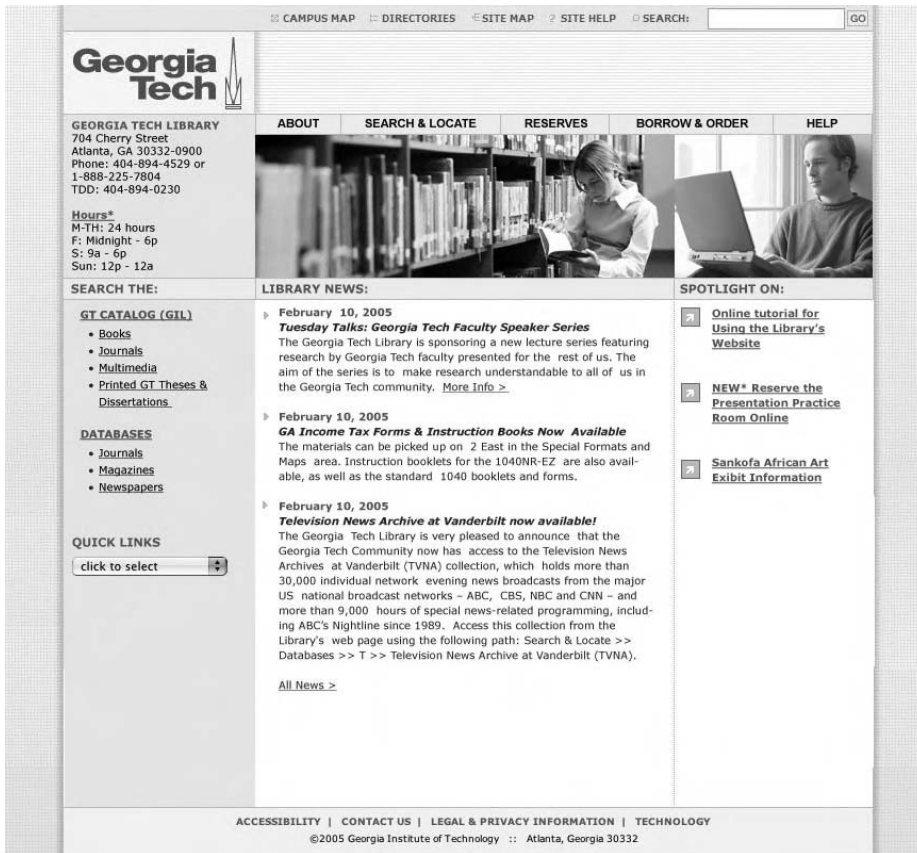 CAMPUS MAP DIRECTORIES SITE MAP ? SITE HELP SEARCH: GO
Georgia
Tech
GEORGIA TECH LIBRARY
704 Cherry Street
Atlanta, GA 30332-0900
Phone: 404-894-4529 or
1-888-225-7804
TDD: 404-894-0230
Hours*
M-TH: 24 hours
F: Midnight - 6p
S: 9a - 6p
Sun: 12p - 12a
ABOUT SEARCH & LOCATE RESERVES BORROW & ORDER HELP
SEARCH THE:
GT CATALOG (GIL)
• Books
• Journals
• Multimedia
• Printed GT Theses &
Dissertations
DATABASES
• Journals
• Magazines
• Newspapers
QUICK LINKS
click to select
LIBRARY NEWS:
February 10, 2005
Tuesday Talks: Georgia Tech Faculty Speaker Series
The Georgia Tech Library is sponsoring a new lecture series featuring
research by Georgia Tech faculty presented for the rest of us. The
aim of the series is to make research understandable to all of us in
the Georgia Tech community. More Info >
February 10, 2005
GA Income Tax Forms & Instruction Books Now Available
The materials can be picked up on 2 East in the Special Formats and
Maps area. Instruction booklets for the 1040NR-EZ are also avail-
able, as well as the standard 1040 booklets and forms.
February 10, 2005
Television News Archive at Vanderbilt now available!
The Georgia Tech Library is very pleased to announce that the
Georgia Tech Community now has access to the Television News
Archives at Vanderbilt (TVNA) collection, which holds more than
30,000 individual network evening news broadcasts from the major
US national broadcast networks – ABC, CBS, NBC and CNN – and
more than 9,000 hours of special news-related programming, includ-
ing ABC's Nightline since 1989. Access this collection from the
Library's web page using the following path: Search & Locate >>
Databases >> T >> Television News Archive at Vanderbilt (TVNA).
All News >
SPOTLIGHT ON:
Online tutorial for
Using the Library's
Website
NEW* Reserve the
Presentation Practice
Room Online
Sankofa African Art
Exibit Information
ACCESSIBILITY | CONTACT US | LEGAL & PRIVACY INFORMATION | TECHNOLOGY
©2005 Georgia Institute of Technology :: Atlanta, Georgia 30332